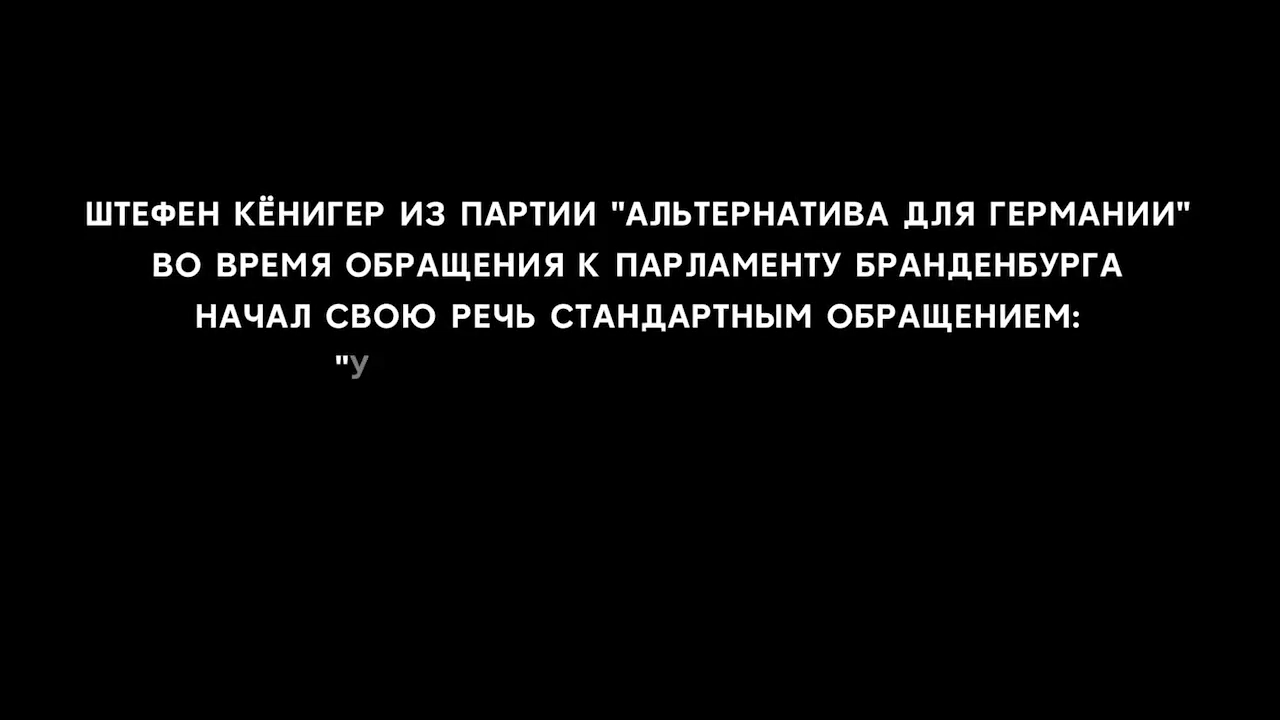 ШТЕФЕН КЁНИГЕР ИЗ ПАРТИИ "АЛЬТЕРНАТИВА ДЛЯ ГЕРМАНИИ"
ВО ВРЕМЯ ОБРАЩЕНИЯ К ПАРЛАМЕНТУ БРАНДЕНБУРГА
НАЧАЛ СВОЮ РЕЧЬ СТАНДАРТНЫМ ОБРАЩЕНИЕМ:
"У